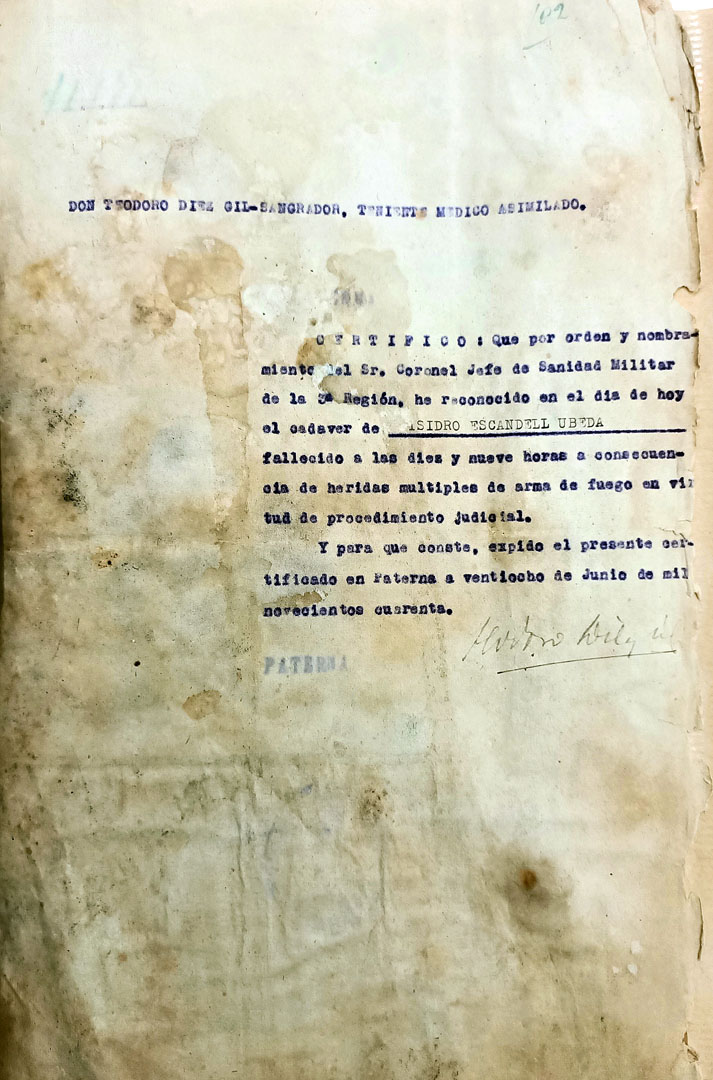 102
DON TEODORO DIEZ GIL-SANGRADOR, TENIENTE MEDICO ASIMILADO.
C E R T I F I C O : Que por orden y nombra-
miento del Sr. Coronel Jefe de Sanidad Militar
de la 3ª Región, he reconocido en el dia de hoy
el cadaver de ISIDRO ESCANDELL UBEDA
fallecido a las diez y nueve horas a consecuen-
cia de heridas multiples de arma de fuego en vir
tud de procedimiento judicial.
Y para que conste, expido el presente cer-
tificado en Paterna a ventiocho de Junio de mil
novecientos cuarenta.
Teodoro Diez
PATERNA